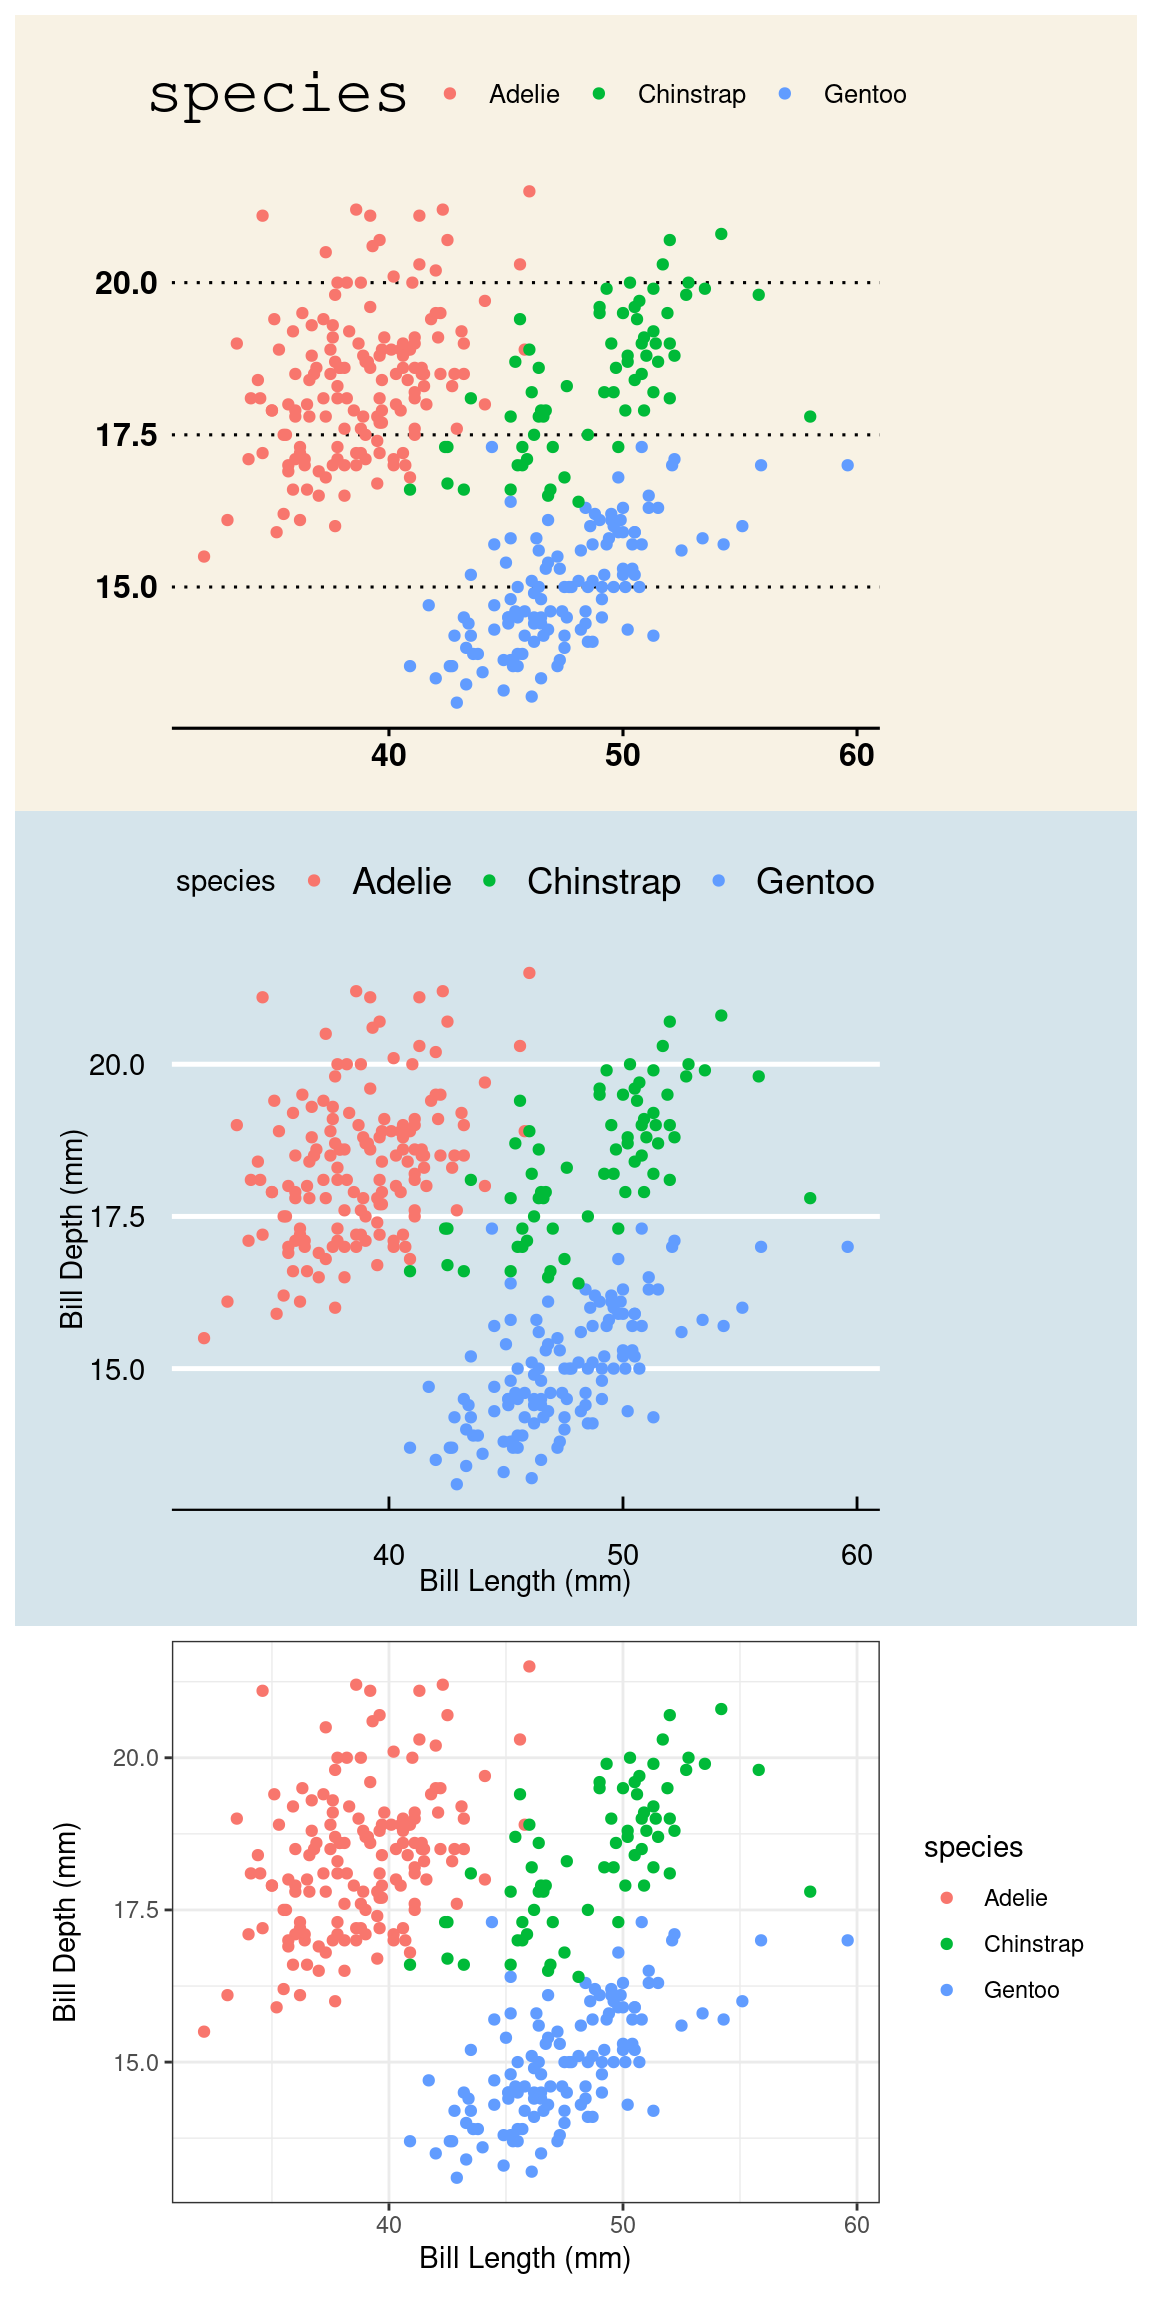 species Adelie Chinstrap Gentoo
20.0
17.5
15.0
40 50 60
species Adelie Chinstrap Gentoo
20.0
17.5
15.0
Bill Depth (mm)
40 50 60
Bill Length (mm)
20.0
17.5
15.0
Bill Depth (mm)
40 50 60
Bill Length (mm)
species
Adelie
Chinstrap
Gentoo